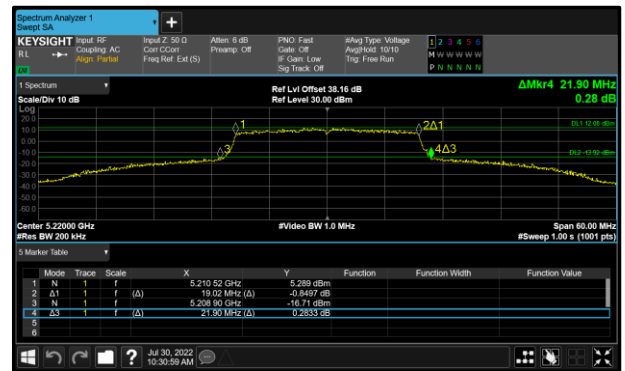 Spectrum Analyzer 1
Swept SA
+
KEYSIGHT Input: RF Input Z: 50 Ω Atten: 6 dB PNO: Fast #Avg Type: Voltage 1 2 3 4 5 6
RL Coupling: AC Corr CCorr Preamp: Off Gate: Off Avg|Hold: 10/10 M W W W W W
Align: Partial Freq Ref: Ext (S) IF Gain: Low Trig: Free Run P N N N N N
Sig Track: Off
1 Spectrum Ref Lvl Offset 38.16 dB ΔMkr4 21.90 MHz
Scale/Div 10 dB Ref Level 30.00 dBm 0.28 dB
Log
20.0
10.0
0.00
-10.0
-20.0
-30.0
-40.0
-50.0
-60.0
1
2Δ1
DL1 12.08 dBm
3
4Δ3
DL2 -13.92 dBm
Center 5.22000 GHz #Video BW 1.0 MHz Span 60.00 MHz
#Res BW 200 kHz #Sweep 1.00 s (1001 pts)
5 Marker Table
Mode Trace Scale X Y Function Function Width Function Value
1 N 1 f 5.210 52 GHz 5.289 dBm
2 Δ1 1 f (Δ) 19.02 MHz (Δ) -0.8497 dB
3 N 1 f 5.208 90 GHz -16.71 dBm
4 Δ3 1 f (Δ) 21.90 MHz (Δ) 0.2833 dB
5
6
? Jul 30, 2022
10:30:59 AM